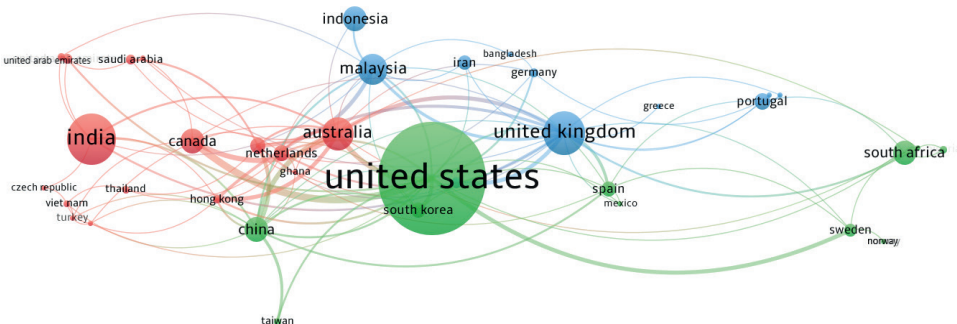 indonesia
bangladesh
united arab emirates
saudi arabia
malaysia
iran
germany
greece
portugal
india
canada
australia
united kingdom
netherlands
south africa
ghana
united states
czech republic
thailand
spain
viet nam
hong kong
mexico
turkey
south korea
china
sweden
norway
taiwan